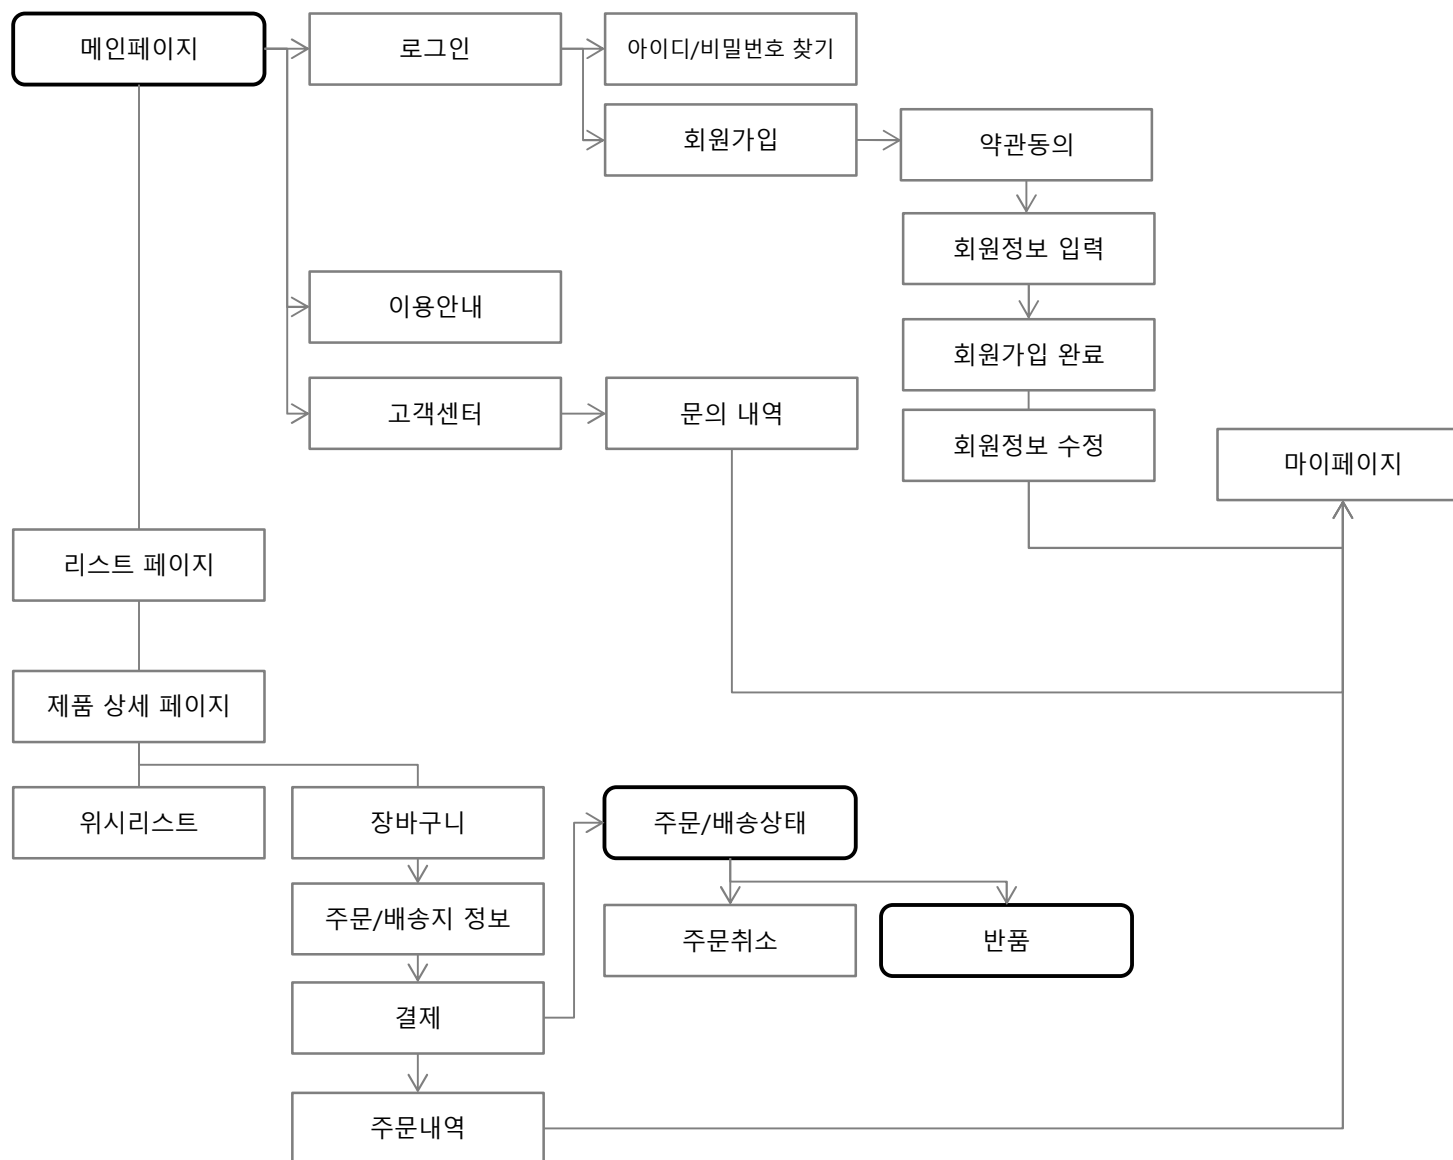 메인페이지
로그인
아이디/비밀번호 찾기
회원가입
약관동의
회원정보 입력
이용안내
회원가입 완료
고객센터
문의 내역
회원정보 수정
마이페이지
리스트 페이지
제품 상세 페이지
위시리스트
장바구니
주문/배송상태
주문/배송지 정보
주문취소
반품
결제
주문내역